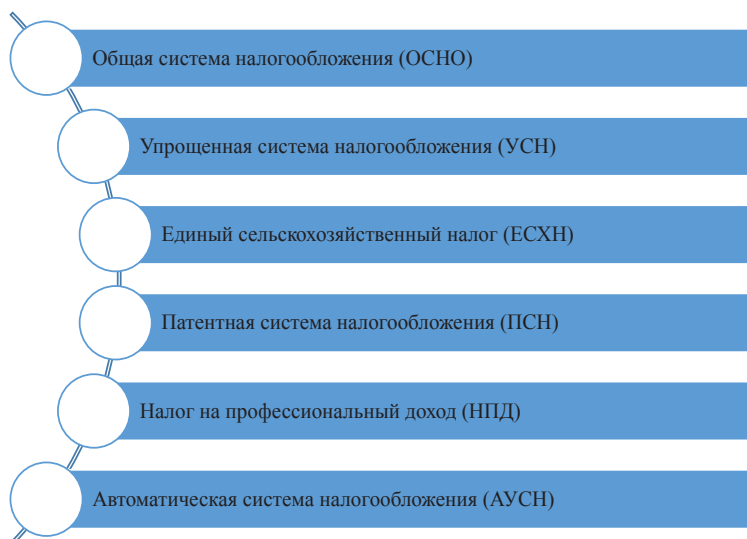 Общая система налогообложения (ОСНО)
Упрощенная система налогообложения (УСН)
Единый сельскохозяйственный налог (ЕСХН)
Патентная система налогообложения (ПСН)
Налог на профессиональный доход (НПД)
Автоматическая система налогообложения (АУСН)